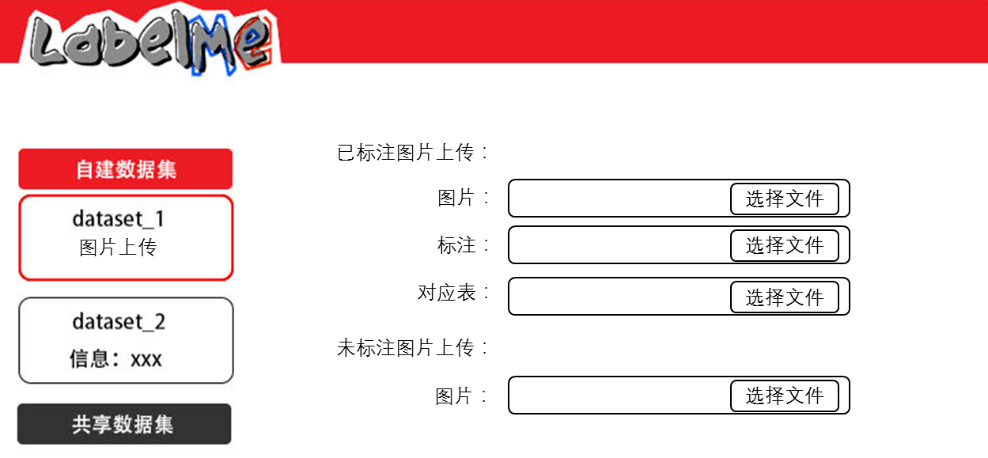 LabelMe
自建数据集
dataset_1
图片上传
dataset_2
信息：xxx
共享数据集
已标注图片上传：
图片： 选择文件
标注： 选择文件
对应表： 选择文件
未标注图片上传：
图片： 选择文件